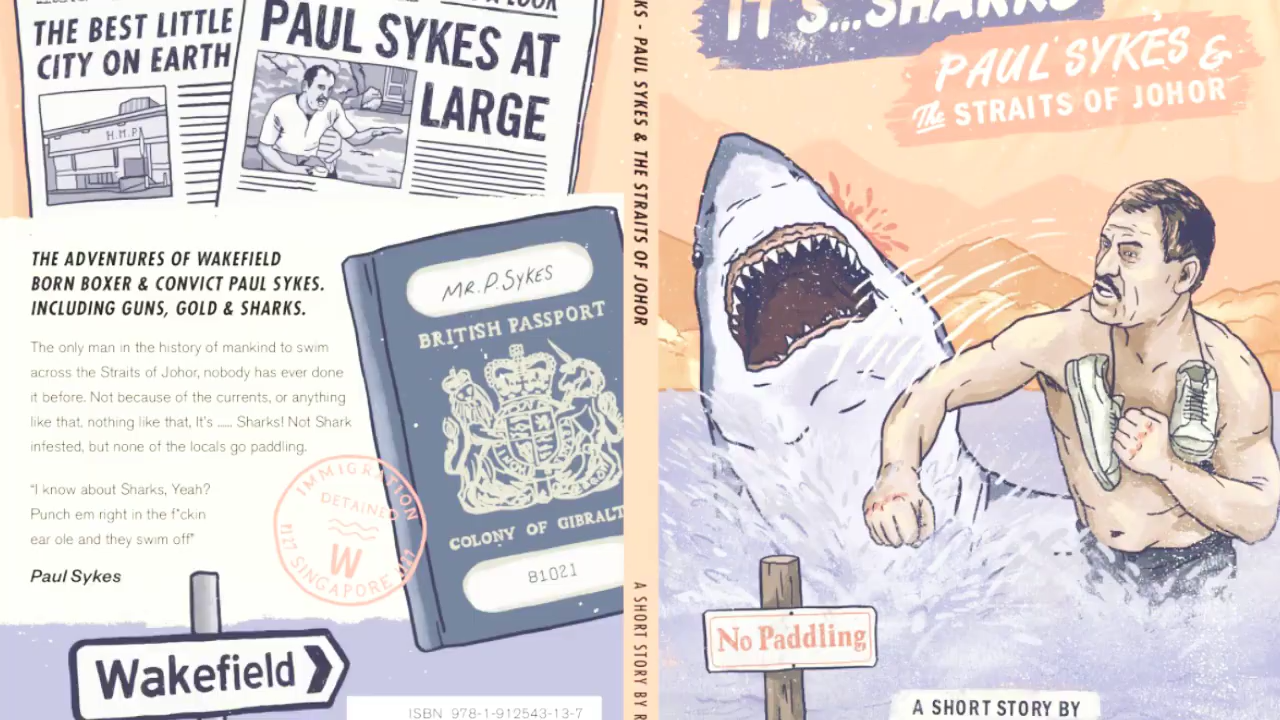 THE BEST LITTLE
CITY ON EARTH
H.M.P
A LOOK
PAUL SYKES AT
LARGE
THE ADVENTURES OF WAKEFIELD
BORN BOXER & CONVICT PAUL SYKES.
INCLUDING GUNS, GOLD & SHARKS.
The only man in the history of mankind to swim
across the Straits of Johor, nobody has ever done
it before. Not because of the currents, or anything
like that, nothing like that, It's ...... Sharks! Not Shark
infested, but none of the locals go paddling.
"I know about Sharks, Yeah?
Punch em right in the f*ckin
ear ole and they swim off"
Paul Sykes
IMMIGRATION
DETAINED
W
SINGAPORE
MR. P. SYKES
BRITISH PASSPORT
COLONY OF GIBRALT
B1021
Wakefield
ISBN 978-1-912543-13-7
KS - PAUL SYKES & THE STRAITS OF JOHOR
A SHORT STORY BY R
IT'S...SHARKS
PAUL SYKES &
The STRAITS OF JOHOR
No Paddling
A SHORT STORY BY